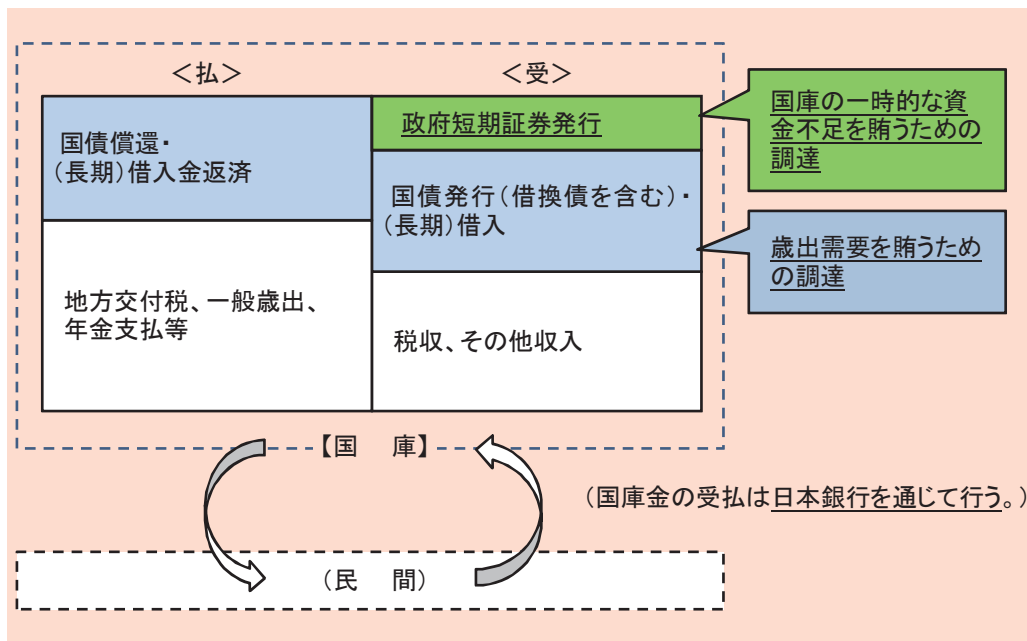 ＜払＞
＜受＞
国債償還・
(長期)借入金返済
地方交付税、一般歳出、
年金支払等
政府短期証券発行
国債発行(借換債を含む)・
(長期)借入
税収、その他収入
国庫の一時的な資
金不足を賄うための
調達
歳出需要を賄うため
の調達
【国　庫】
(国庫金の受払は日本銀行を通じて行う。)
(民　間)